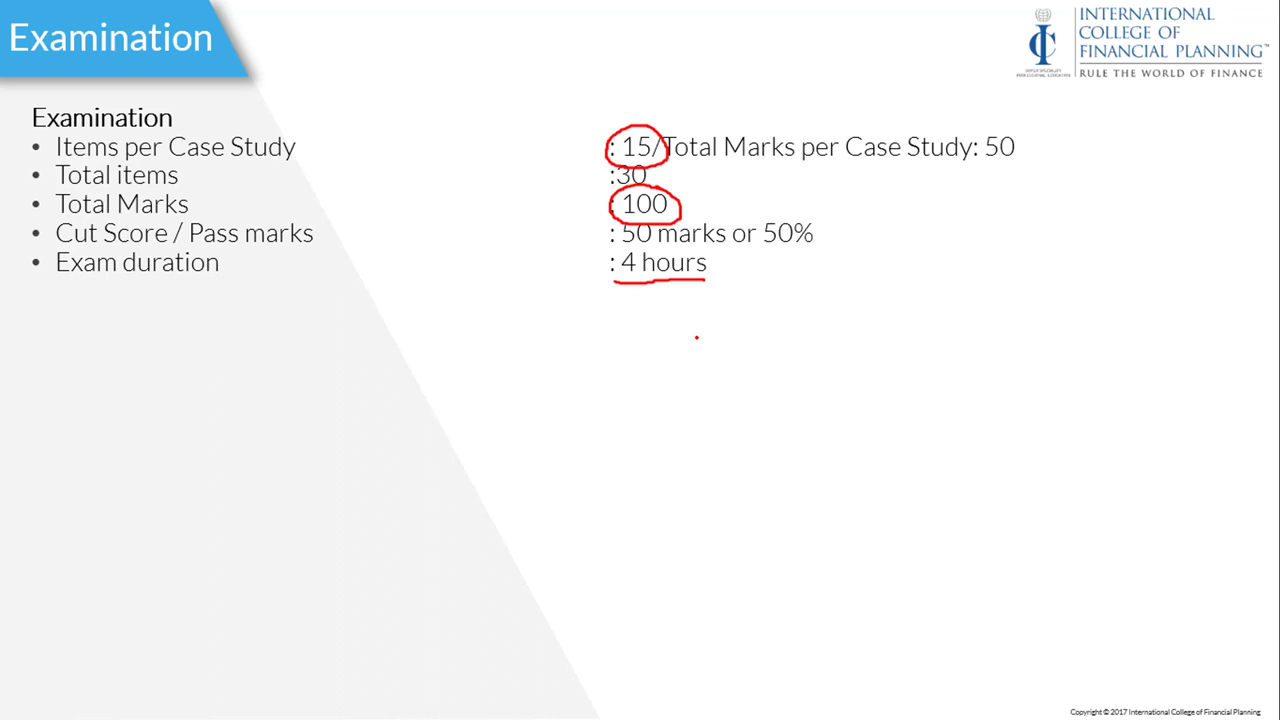 Examination
INTERNATIONAL
COLLEGE OF
FINANCIAL PLANNING™
RULE THE WORLD OF FINANCE
Examination
• Items per Case Study : 15/Total Marks per Case Study: 50
• Total items :30
• Total Marks : 100
• Cut Score / Pass marks : 50 marks or 50%
• Exam duration : 4 hours
Copyright © 2017 International College of Financial Planning